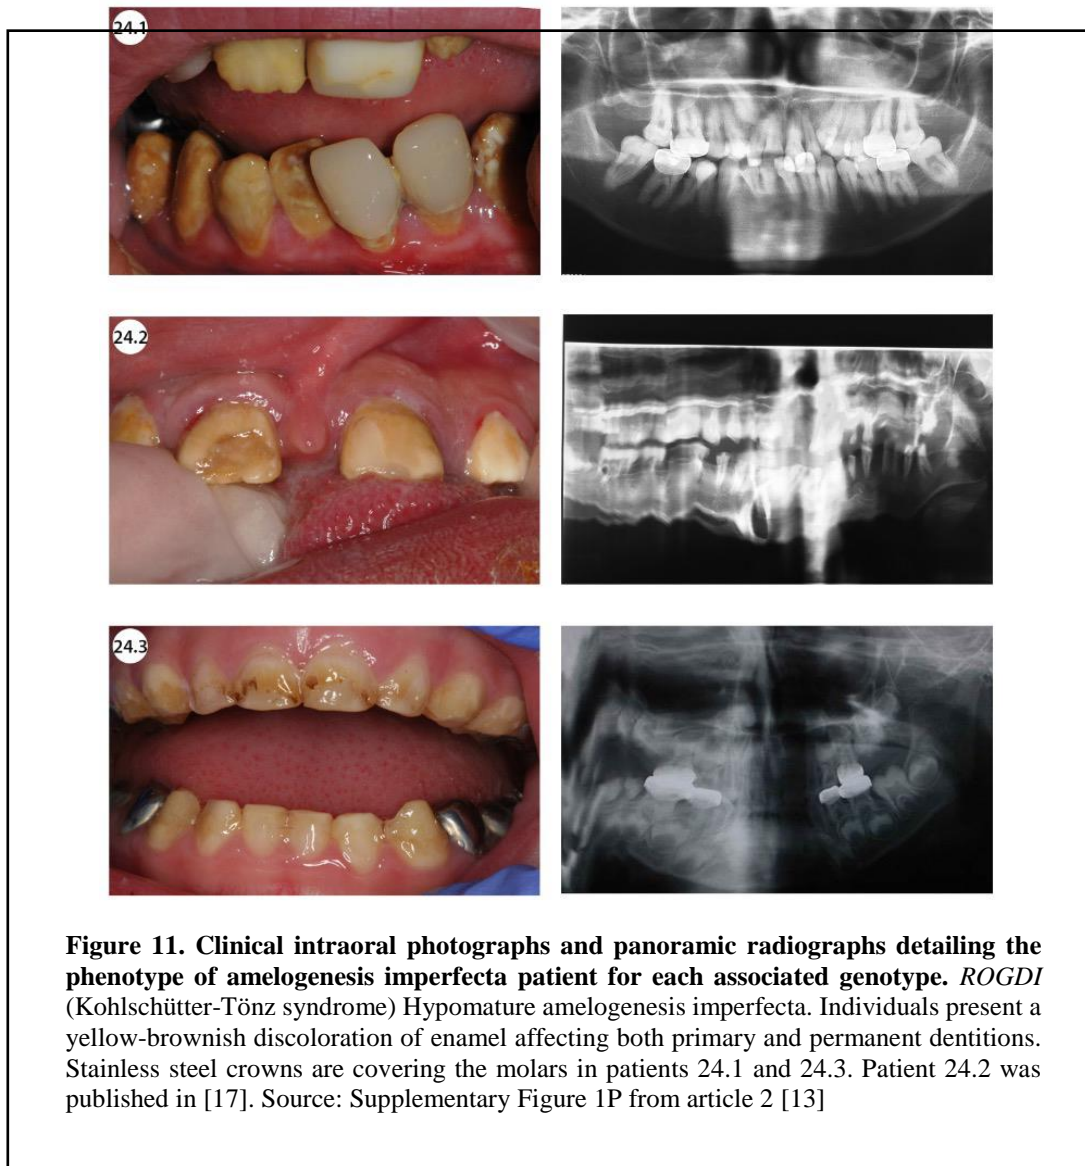 24.1
24.2
24.3
Figure 11. Clinical intraoral photographs and panoramic radiographs detailing the
phenotype of amelogenesis imperfecta patient for each associated genotype. ROGDI
(Kohlschütter-Tönz syndrome) Hypomature amelogenesis imperfecta. Individuals present a
yellow-brownish discoloration of enamel affecting both primary and permanent dentitions.
Stainless steel crowns are covering the molars in patients 24.1 and 24.3. Patient 24.2 was
published in [17]. Source: Supplementary Figure 1P from article 2 [13]